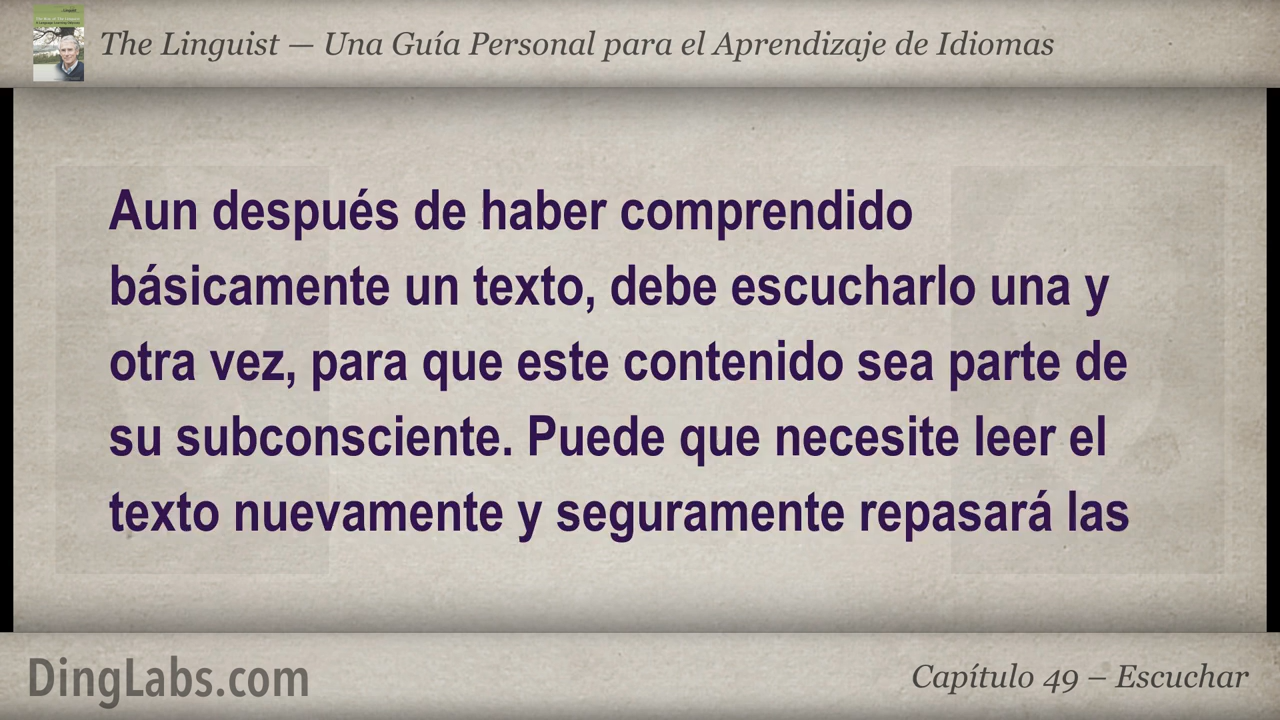 The Linguist — Una Guía Personal para el Aprendizaje de Idiomas
Aun después de haber comprendido
básicamente un texto, debe escucharlo una y
otra vez, para que este contenido sea parte de
su subconsciente. Puede que necesite leer el
texto nuevamente y seguramente repasará las
DingLabs.com
Capítulo 49 – Escuchar